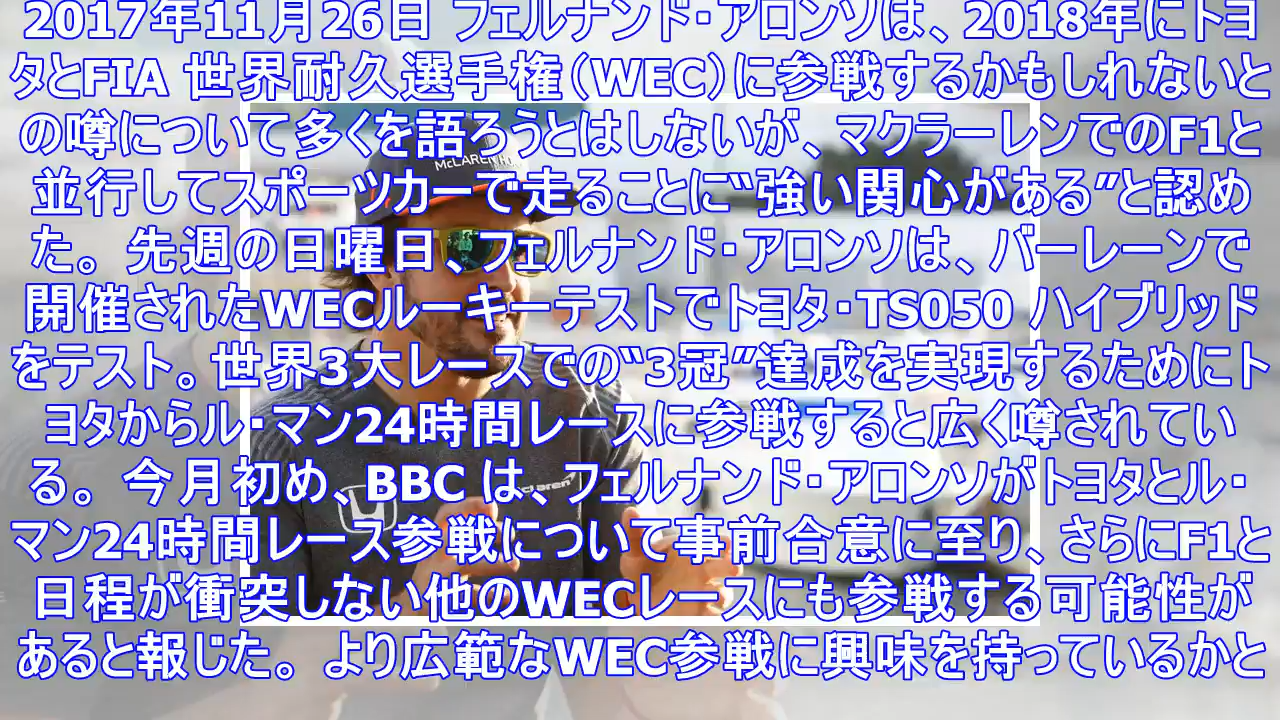 2017年11月26日 フェルナンド・アロンソは、2018年にトヨ
タとFIA 世界耐久選手権（WEC）に参戦するかもしれないと
の噂について多くを語ろうとはしないが、マクラーレンでのF1と
並行してスポーツカーで走ることに“強い関心がある”と認め
た。先週の日曜日、フェルナンド・アロンソは、バーレーンで
開催されたWECルーキーテストでトヨタ・TS050 ハイブリッド
をテスト。世界3大レースでの“3冠”達成を実現するためにト
ヨタからル・マン24時間レースに参戦すると広く噂されてい
る。今月初め、BBC は、フェルナンド・アロンソがトヨタとル・
マン24時間レース参戦について事前合意に至り、さらにF1と
日程が衝突しない他のWECレースにも参戦する可能性が
あると報じた。より広範なWEC参戦に興味を持っているかと
McLAREN
McLaren